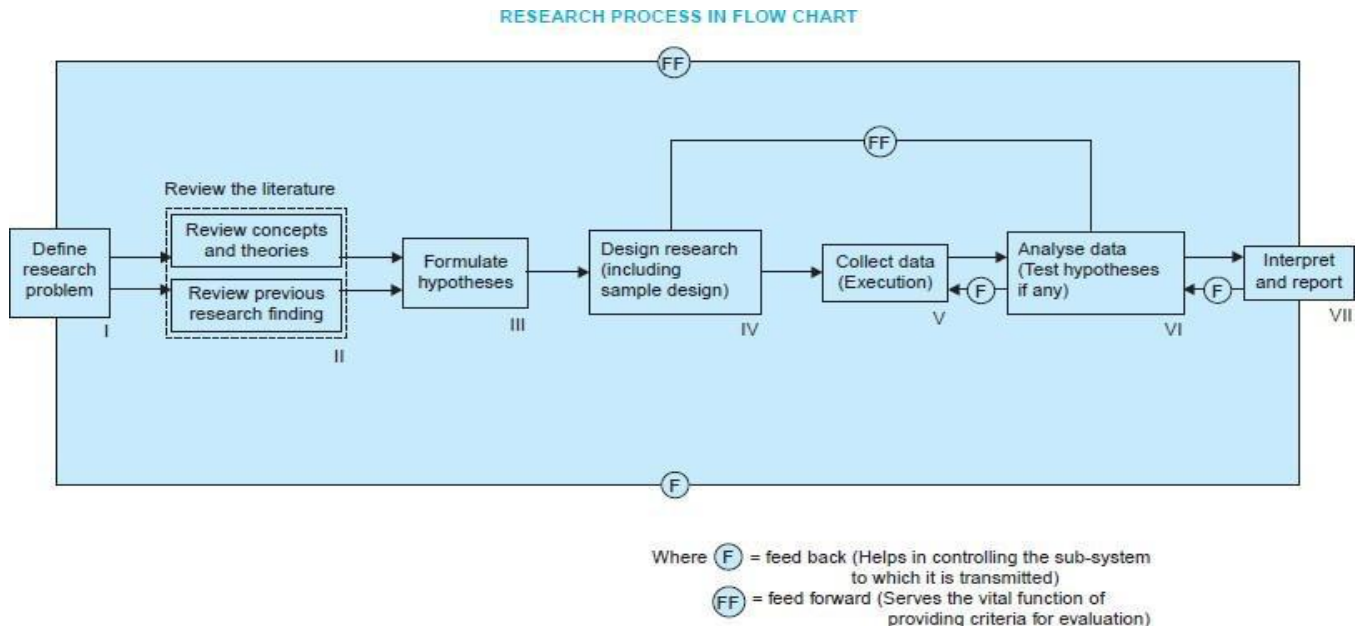 RESEARCH PROCESS IN FLOW CHART
FF
FF
Review the literature
Review concepts
and theories
Review previous
research finding
Define
research
problem
I
II
Formulate
hypotheses
III
Design research
(including
sample design)
IV
Collect data
(Execution)
V
F
Analyse data
(Test hypotheses
if any)
VI
F
Interpret
and report
VII
F
Where F = feed back (Helps in controlling the sub-system
to which it is transmitted)
FF = feed forward (Serves the vital function of
providing criteria for evaluation)